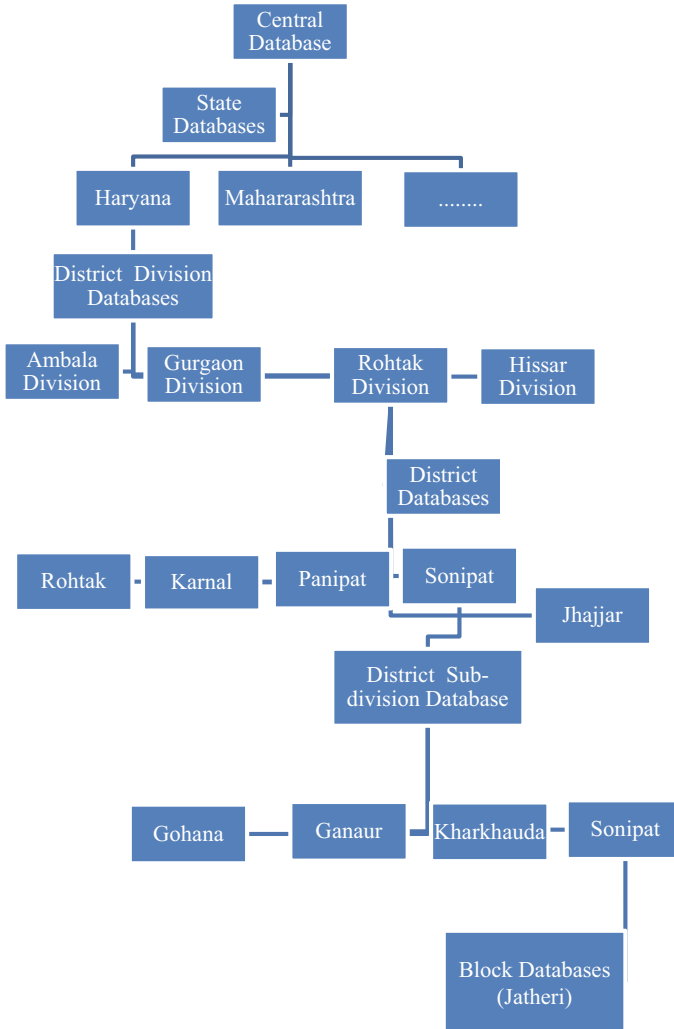 Central
Database
State
Databases
Haryana
Mahararashtra
........
District Division
Databases
Ambala
Division
Gurgaon
Division
Rohtak
Division
Hissar
Division
District
Databases
Rohtak
Karnal
Panipat
Sonipat
Jhajjar
District Sub-
division Database
Gohana
Ganaur
Kharkhauda
Sonipat
Block Databases
(Jatheri)